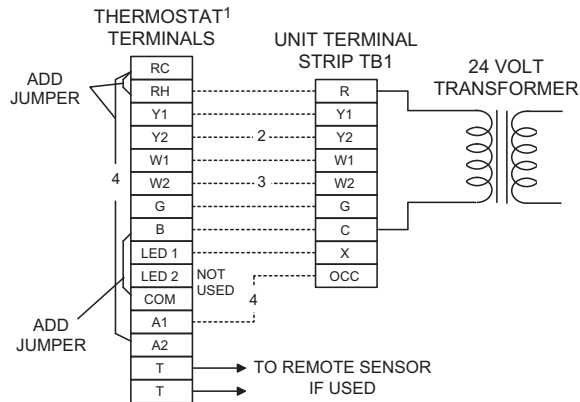 THERMOSTAT¹
TERMINALS
UNIT TERMINAL
STRIP TB1
24 VOLT
TRANSFORMER
ADD
JUMPER
RC
RH
Y1
Y2
W1
W2
G
B
LED 1
LED 2
COM
A1
A2
T
T
2
3
4
4
NOT
USED
R
Y1
Y2
W1
W2
G
C
X
OCC
ADD
JUMPER
TO REMOTE SENSOR
IF USED